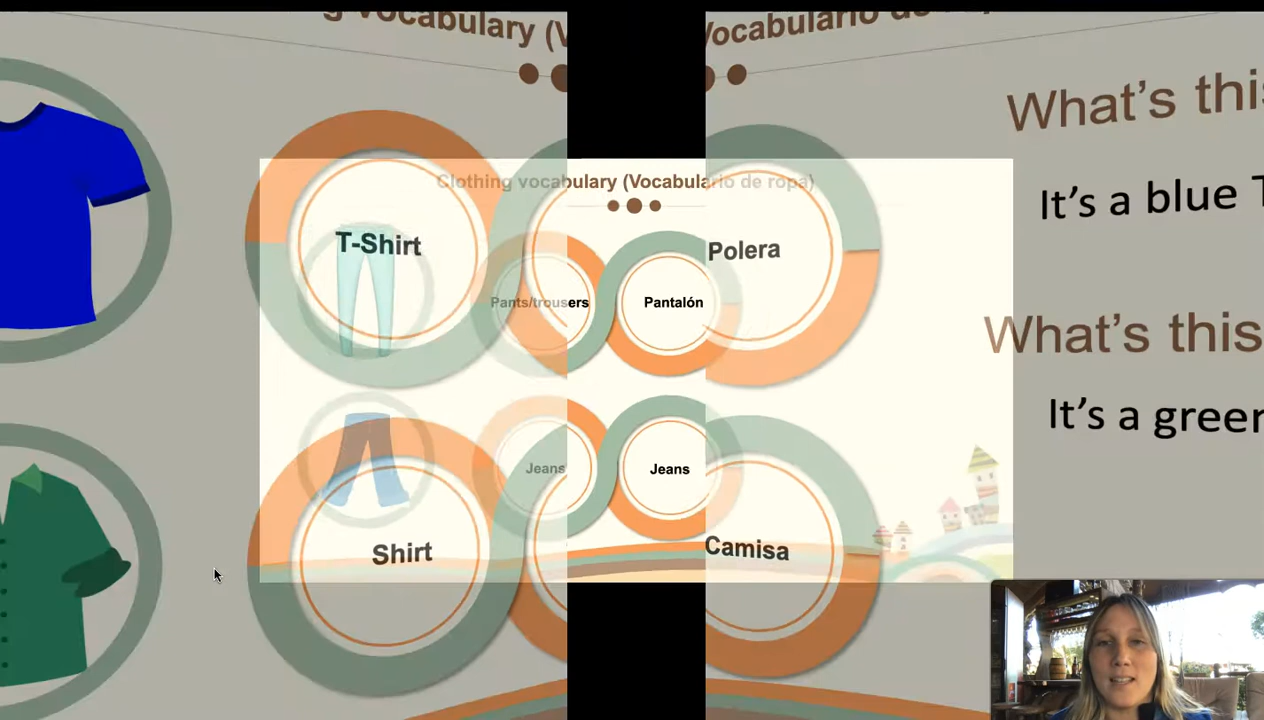 g Vocabulary (V
Vocabulario de
What's this
T-Shirt
Polera
It's a blue T
Clothing vocabulary (Vocabulario de ropa)
Pants/trousers
Pantalón
What's this
It's a green
Jeans
Jeans
Shirt
Camisa